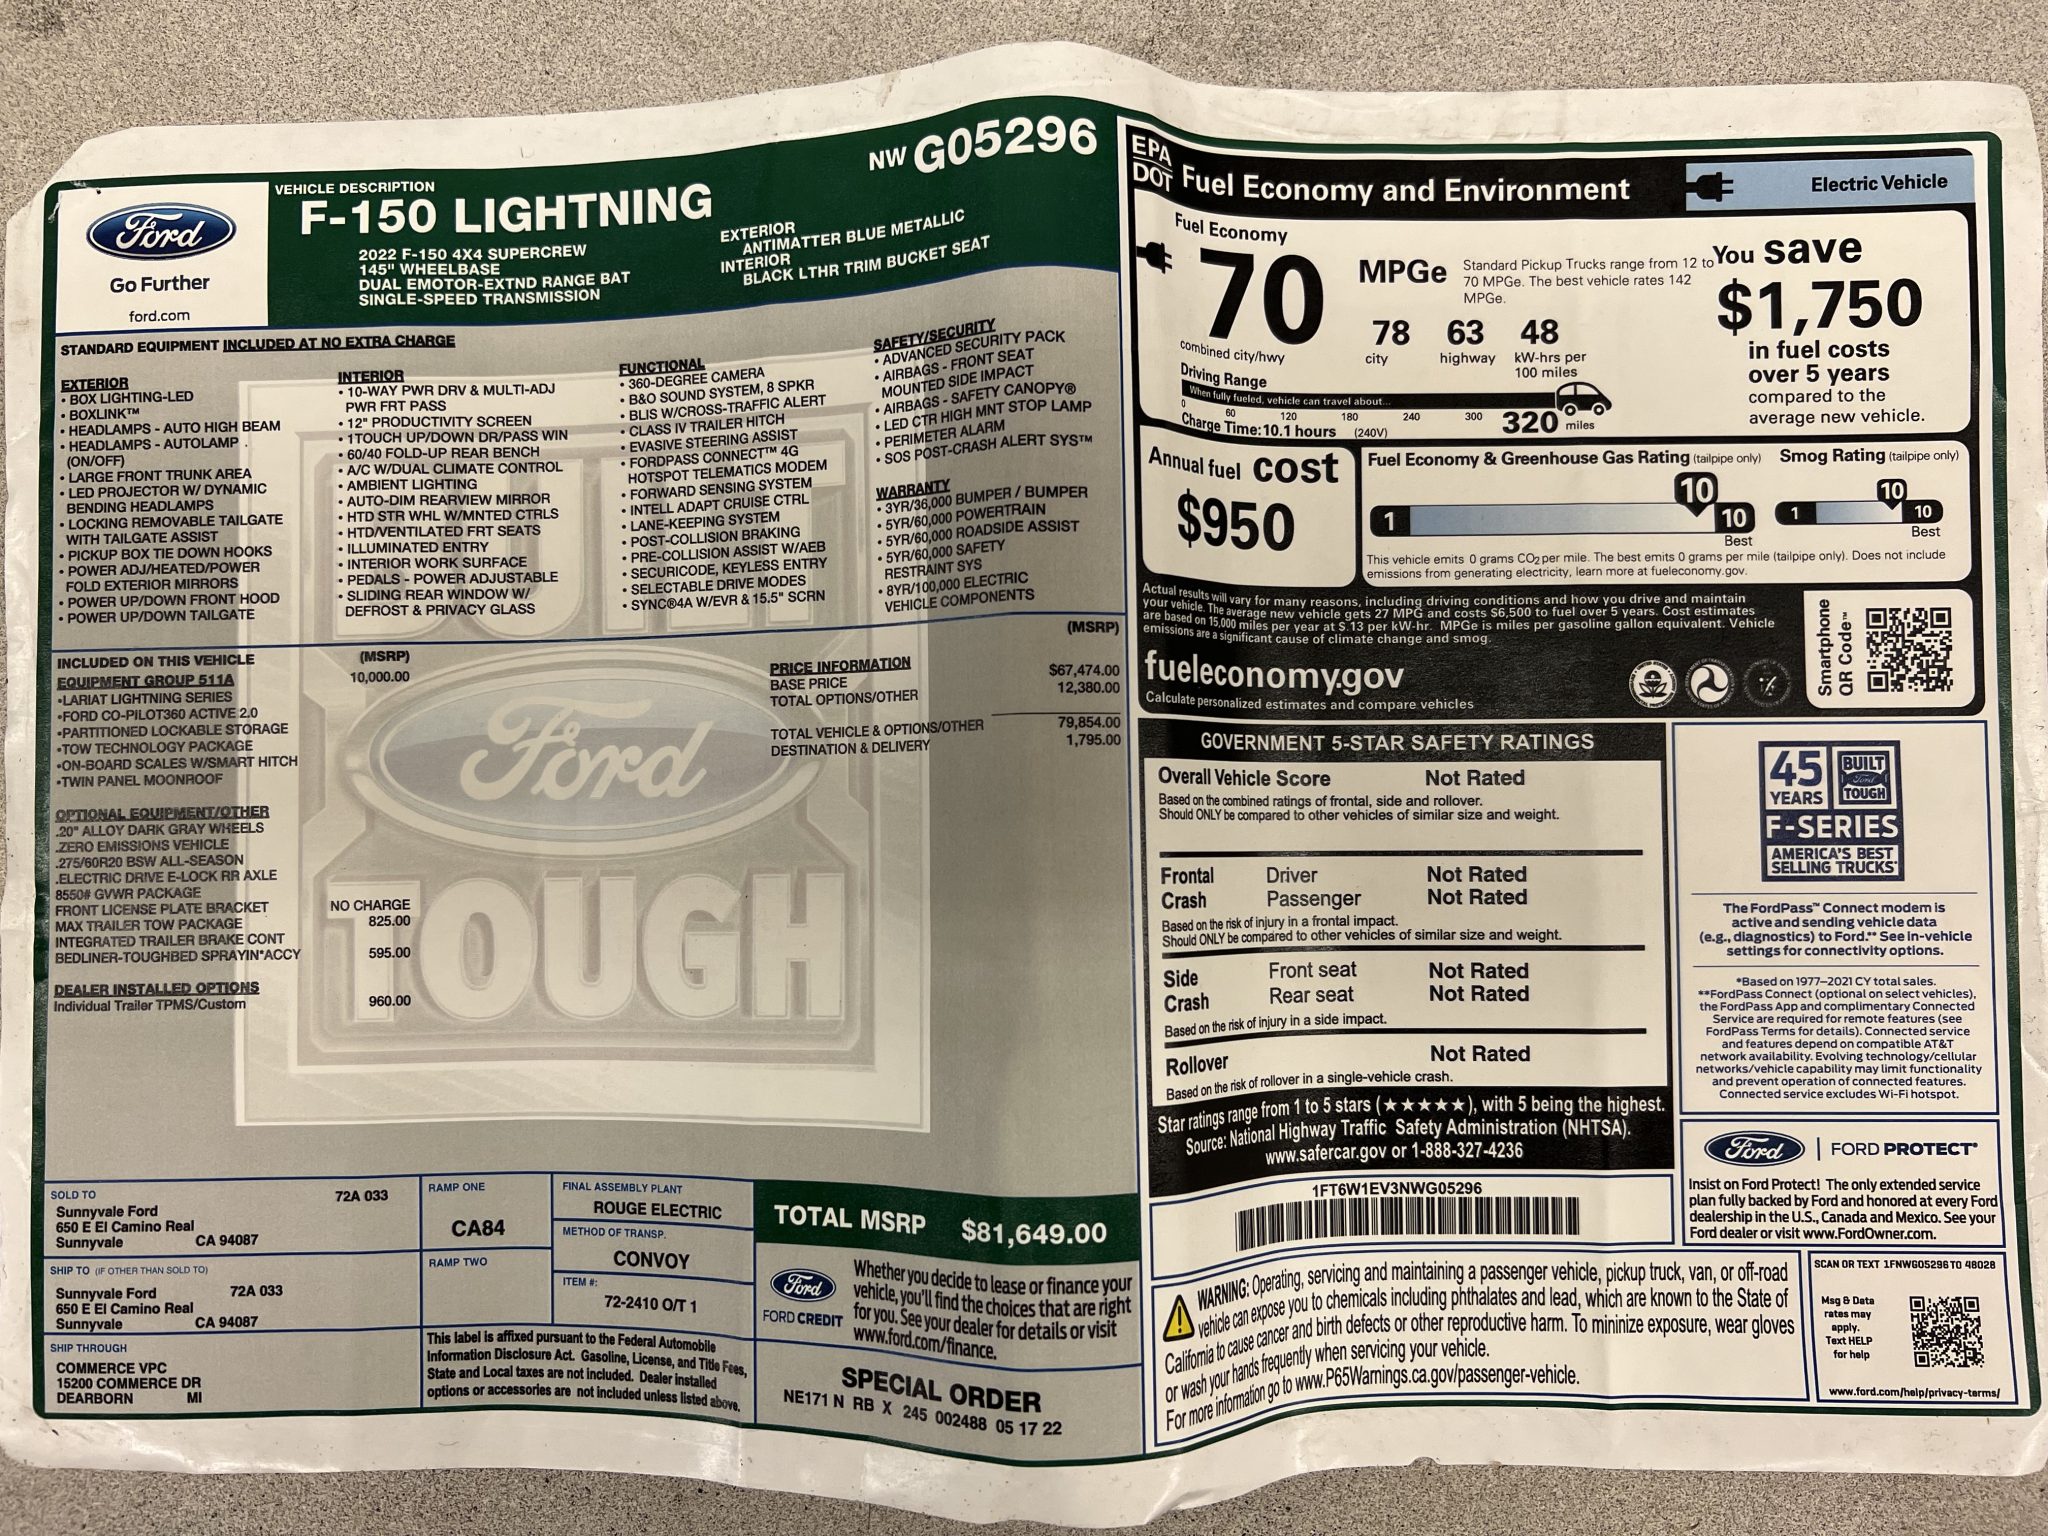 NW G05296
Ford
Go Further
ford.com
VEHICLE DESCRIPTION
F-150 LIGHTNING
2022 F-150 4X4 SUPERCREW
145" WHEELBASE
DUAL EMOTOR-EXTND RANGE BAT
SINGLE-SPEED TRANSMISSION
EXTERIOR
ANTIMATTER BLUE METALLIC
INTERIOR
BLACK LTHR TRIM BUCKET SEAT
STANDARD EQUIPMENT INCLUDED AT NO EXTRA CHARGE
EXTERIOR
• BOX LIGHTING-LED
• BOXLINK™
• HEADLAMPS - AUTO HIGH BEAM
• HEADLAMPS - AUTOLAMP
(ON/OFF)
• LARGE FRONT TRUNK AREA
• LED PROJECTOR W/ DYNAMIC
BENDING HEADLAMPS
• LOCKING REMOVABLE TAILGATE
WITH TAILGATE ASSIST
• PICKUP BOX TIE DOWN HOOKS
• POWER ADJ/HEATED/POWER
FOLD EXTERIOR MIRRORS
• POWER UP/DOWN FRONT HOOD
• POWER UP/DOWN TAILGATE
INTERIOR
• 10-WAY PWR DRV & MULTI-ADJ
PWR FRT PASS
• 12" PRODUCTIVITY SCREEN
• 1TOUCH UP/DOWN DR/PASS WIN
• 60/40 FOLD-UP REAR BENCH
• A/C W/DUAL CLIMATE CONTROL
• AMBIENT LIGHTING
• AUTO-DIM REARVIEW MIRROR
• HTD STR WHL W/MNTED CTRLS
• HTD/VENTILATED FRT SEATS
• ILLUMINATED ENTRY
• INTERIOR WORK SURFACE
• PEDALS - POWER ADJUSTABLE
• SLIDING REAR WINDOW W/
DEFROST & PRIVACY GLASS
FUNCTIONAL
• 360-DEGREE CAMERA
• B&O SOUND SYSTEM, 8 SPKR
• BLIS W/CROSS-TRAFFIC ALERT
• CLASS IV TRAILER HITCH
• EVASIVE STEERING ASSIST
• FORDPASS CONNECT™ 4G
HOTSPOT TELEMATICS MODEM
• FORWARD SENSING SYSTEM
• INTELL ADAPT CRUISE CTRL
• LANE-KEEPING SYSTEM
• POST-COLLISION BRAKING
• PRE-COLLISION ASSIST W/AEB
• SECURICODE, KEYLESS ENTRY
• SELECTABLE DRIVE MODES
• SYNC®4A W/EVR & 15.5" SCRN
SAFETY/SECURITY
• ADVANCED SECURITY PACK
• AIRBAGS - FRONT SEAT
MOUNTED SIDE IMPACT
• AIRBAGS - SAFETY CANOPY®
• LED CTR HIGH MNT STOP LAMP
• PERIMETER ALARM
• SOS POST-CRASH ALERT SYS™
WARRANTY
• 3YR/36,000 BUMPER / BUMPER
• 5YR/60,000 POWERTRAIN
• 5YR/60,000 ROADSIDE ASSIST
• 5YR/60,000 SAFETY
RESTRAINT SYS
• 8YR/100,000 ELECTRIC
VEHICLE COMPONENTS
BUILT
Ford
TOUGH
INCLUDED ON THIS VEHICLE (MSRP)
EQUIPMENT GROUP 511A 10,000.00
•LARIAT LIGHTNING SERIES
•FORD CO-PILOT360 ACTIVE 2.0
•PARTITIONED LOCKABLE STORAGE
•TOW TECHNOLOGY PACKAGE
•ON-BOARD SCALES W/SMART HITCH
•TWIN PANEL MOONROOF
OPTIONAL EQUIPMENT/OTHER
.20" ALLOY DARK GRAY WHEELS
.ZERO EMISSIONS VEHICLE
.275/60R20 BSW ALL-SEASON
.ELECTRIC DRIVE E-LOCK RR AXLE
8550# GVWR PACKAGE
FRONT LICENSE PLATE BRACKET NO CHARGE
MAX TRAILER TOW PACKAGE 825.00
INTEGRATED TRAILER BRAKE CONT
BEDLINER-TOUGHBED SPRAYIN*ACCY 595.00
DEALER INSTALLED OPTIONS
Individual Trailer TPMS/Custom 960.00
(MSRP)
PRICE INFORMATION
BASE PRICE $67,474.00
TOTAL OPTIONS/OTHER 12,380.00
TOTAL VEHICLE & OPTIONS/OTHER 79,854.00
DESTINATION & DELIVERY 1,795.00
SOLD TO 72A 033
Sunnyvale Ford
650 E El Camino Real
Sunnyvale CA 94087
SHIP TO (IF OTHER THAN SOLD TO)
Sunnyvale Ford 72A 033
650 E El Camino Real
Sunnyvale CA 94087
SHIP THROUGH
COMMERCE VPC
15200 COMMERCE DR
DEARBORN MI
RAMP ONE
CA84
RAMP TWO
FINAL ASSEMBLY PLANT
ROUGE ELECTRIC
METHOD OF TRANSP.
CONVOY
ITEM #:
72-2410 O/T 1
This label is affixed pursuant to the Federal Automobile
Information Disclosure Act. Gasoline, License, and Title Fees,
State and Local taxes are not included. Dealer installed
options or accessories are not included unless listed above.
TOTAL MSRP $81,649.00
Ford
FORD CREDIT
Whether you decide to lease or finance your
vehicle, you'll find the choices that are right
for you. See your dealer for details or visit
www.ford.com/finance.
SPECIAL ORDER
NE171 N RB X 245 002488 05 17 22
EPA
DOT
Fuel Economy and Environment
Electric Vehicle
Fuel Economy
70 MPGe
combined city/hwy
Standard Pickup Trucks range from 12 to
70 MPGe. The best vehicle rates 142
MPGe.
78 63 48
city highway kW-hrs per
100 miles
Driving Range
When fully fueled, vehicle can travel about...
0 60 120 180 240 300 320 miles
Charge Time: 10.1 hours (240V)
You save
$1,750
in fuel costs
over 5 years
compared to the
average new vehicle.
Annual fuel cost
$950
Fuel Economy & Greenhouse Gas Rating (tailpipe only)
10
1 10
Best
Smog Rating (tailpipe only)
10
1 10
Best
This vehicle emits 0 grams CO2 per mile. The best emits 0 grams per mile (tailpipe only). Does not include
emissions from generating electricity, learn more at fueleconomy.gov.
Actual results will vary for many reasons, including driving conditions and how you drive and maintain
your vehicle. The average new vehicle gets 27 MPG and costs $6,500 to fuel over 5 years. Cost estimates
are based on 15,000 miles per year at $.13 per kW-hr. MPGe is miles per gasoline gallon equivalent. Vehicle
emissions are a significant cause of climate change and smog.
fueleconomy.gov
Calculate personalized estimates and compare vehicles
Smartphone
QR Code™
GOVERNMENT 5-STAR SAFETY RATINGS
Overall Vehicle Score Not Rated
Based on the combined ratings of frontal, side and rollover.
Should ONLY be compared to other vehicles of similar size and weight.
Frontal Driver Not Rated
Crash Passenger Not Rated
Based on the risk of injury in a frontal impact.
Should ONLY be compared to other vehicles of similar size and weight.
Side Front seat Not Rated
Crash Rear seat Not Rated
Based on the risk of injury in a side impact.
Rollover Not Rated
Based on the risk of rollover in a single-vehicle crash.
Star ratings range from 1 to 5 stars (★★★★★), with 5 being the highest.
Source: National Highway Traffic Safety Administration (NHTSA).
www.safercar.gov or 1-888-327-4236
45
YEARS
BUILT
Ford
TOUGH
F-SERIES
AMERICA'S BEST
SELLING TRUCKS*
The FordPass™ Connect modem is
active and sending vehicle data
(e.g., diagnostics) to Ford.** See in-vehicle
settings for connectivity options.
*Based on 1977–2021 CY total sales.
**FordPass Connect (optional on select vehicles),
the FordPass App and complimentary Connected
Service are required for remote features (see
FordPass Terms for details). Connected service
and features depend on compatible AT&T
network availability. Evolving technology/cellular
networks/vehicle capability may limit functionality
and prevent operation of connected features.
Connected service excludes Wi-Fi hotspot.
Ford | FORD PROTECT®
Insist on Ford Protect! The only extended service
plan fully backed by Ford and honored at every Ford
dealership in the U.S., Canada and Mexico. See your
Ford dealer or visit www.FordOwner.com.
1FT6W1EV3NWG05296
WARNING: Operating, servicing and maintaining a passenger vehicle, pickup truck, van, or off-road
vehicle can expose you to chemicals including phthalates and lead, which are known to the State of
California to cause cancer and birth defects or other reproductive harm. To minimize exposure, wear gloves
or wash your hands frequently when servicing your vehicle.
For more information go to www.P65Warnings.ca.gov/passenger-vehicle.
SCAN OR TEXT 1FNWG05296 TO 48028
Msg & Data
rates may
apply.
Text HELP
for help
www.ford.com/help/privacy-terms/